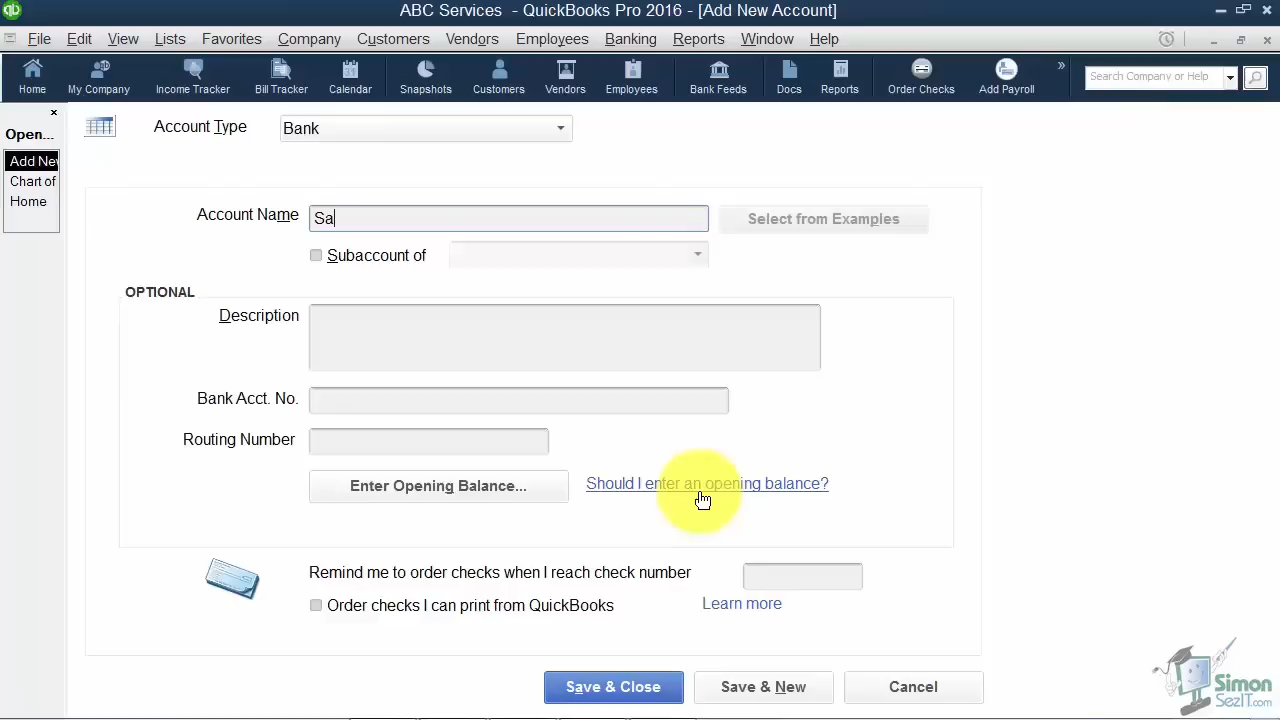 ABC Services - QuickBooks Pro 2016 - [Add New Account]
File Edit View Lists Favorites Company Customers Vendors Employees Banking Reports Window Help
Home My Company Income Tracker Bill Tracker Calendar Snapshots Customers Vendors Employees Bank Feeds Docs Reports Order Checks Add Payroll » Search Company or Help
Open...
Add New
Chart of
Home
Account Type Bank
Account Name Sa Select from Examples
Subaccount of
OPTIONAL
Description
Bank Acct. No.
Routing Number
Enter Opening Balance... Should I enter an opening balance?
Remind me to order checks when I reach check number
Order checks I can print from QuickBooks Learn more
Save & Close Save & New Cancel
Simon
SezIT.com